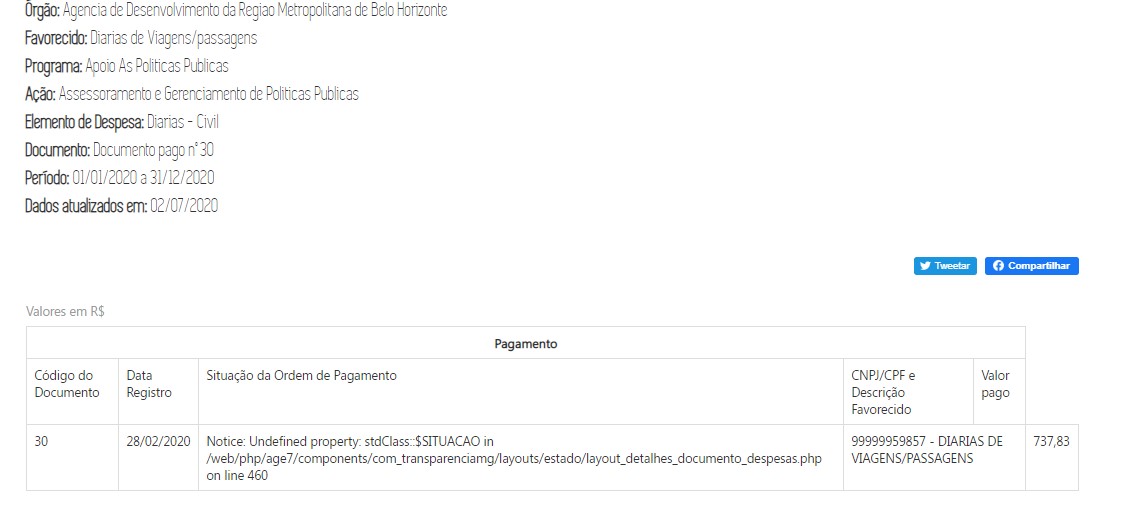 Órgão: Agencia de Desenvolvimento da Regiao Metropolitana de Belo Horizonte
Favorecido: Diarias de Viagens/passagens
Programa: Apoio As Politicas Publicas
Ação: Assessoramento e Gerenciamento de Politicas Publicas
Elemento de Despesa: Diarias - Civil
Documento: Documento pago n°30
Período: 01/01/2020 a 31/12/2020
Dados atualizados em: 02/07/2020
Tweetar Compartilhar
Valores em R$
Pagamento
Código do
Documento
Data
Registro
Situação da Ordem de Pagamento
CNPJ/CPF e
Descrição
Favorecido
Valor
pago
30
28/02/2020
Notice: Undefined property: stdClass::$SITUACAO in
/web/php/age7/components/com_transparenciamg/layouts/estado/layout_detalhes_documento_despesas.php
on line 460
99999959857 - DIARIAS DE
VIAGENS/PASSAGENS
737,83